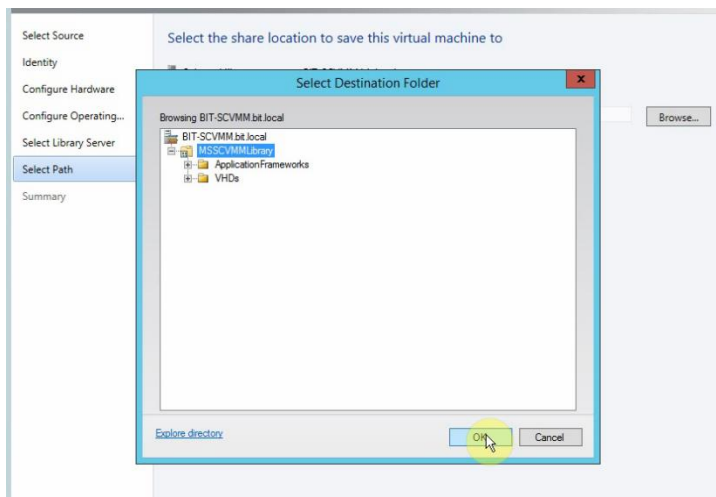 Select Source
Identity
Configure Hardware
Configure Operating...
Select Library Server
Select Path
Summary
Select the share location to save this virtual machine to
Browse...
Select Destination Folder
x
Browsing BIT-SCVMM.bit.local
BIT-SCVMM.bit.local
MSSCVMMLibrary
ApplicationFrameworks
VHDs
Explore directory
OK
Cancel